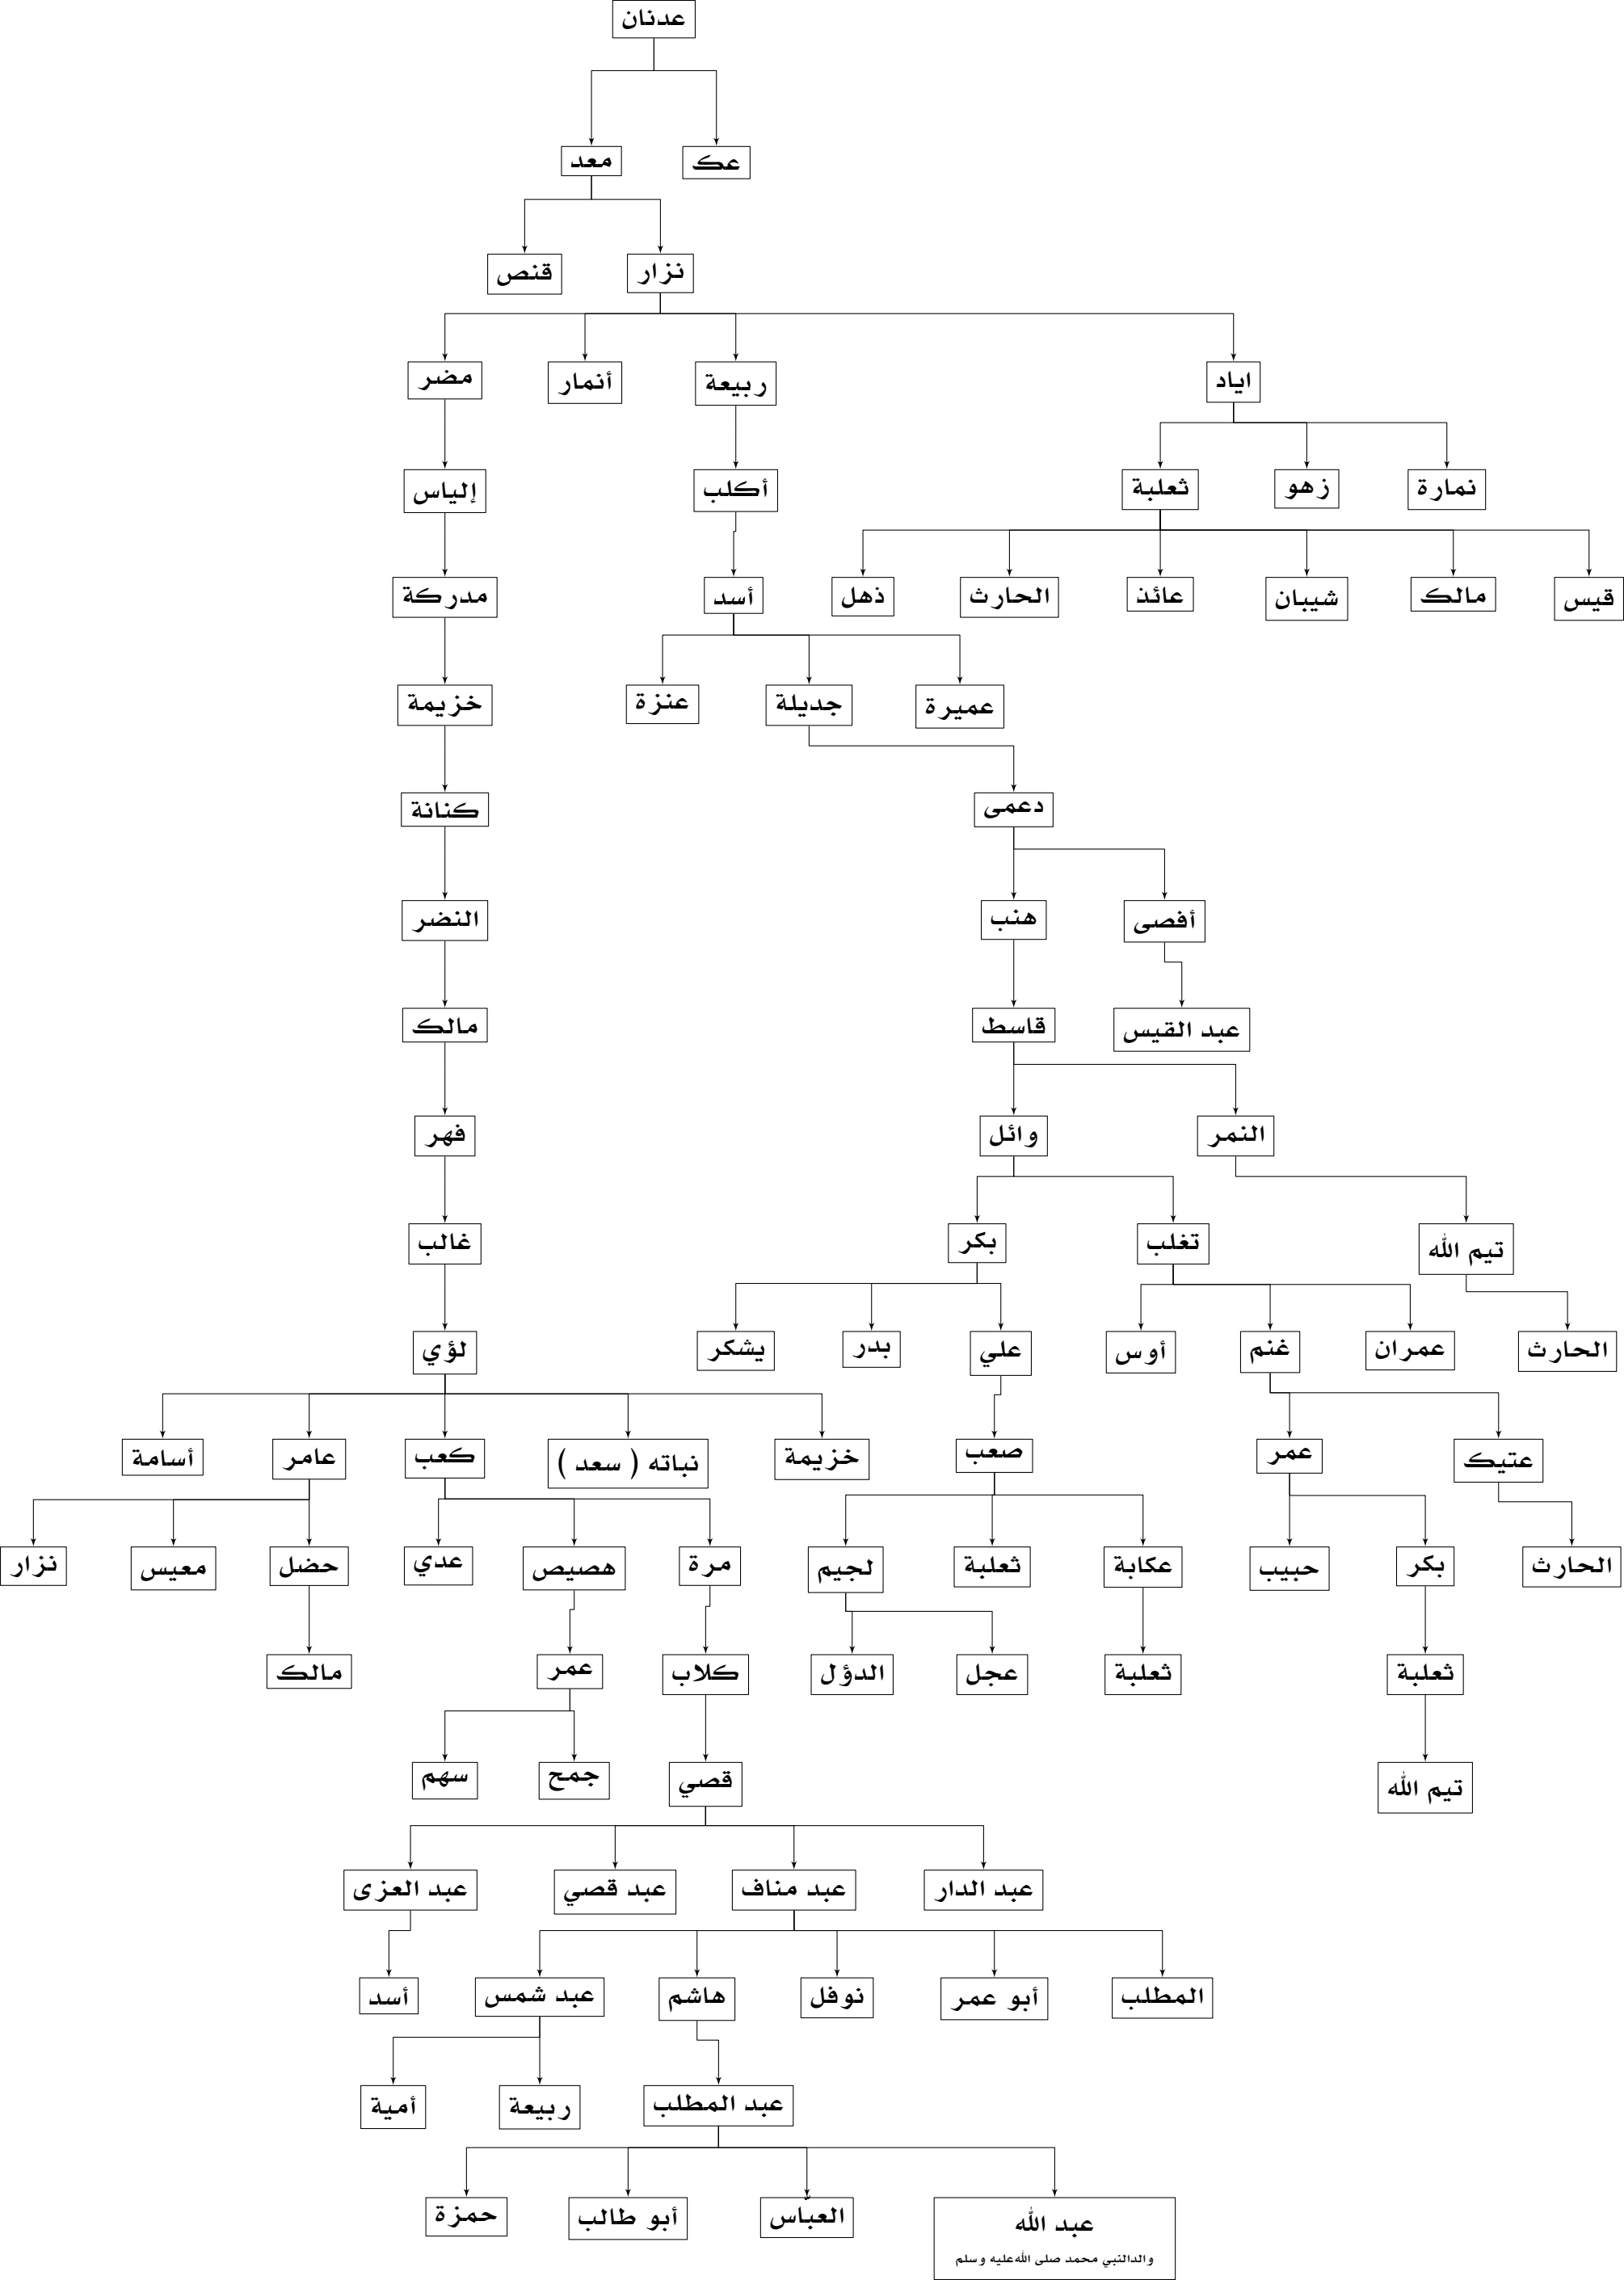 عدنان
عك
معد
نزار
قنص
اياد
ربيعة
أنمار
مضر
نمارة
زهو
ثعلبة
أكلب
إلياس
قيس
مالك
شيبان
عائذ
الحارث
ذهل
أسد
مدركة
عميرة
جديلة
عنزة
خزيمة
دعمى
كنانة
أفصى
هنب
النضر
عبد القيس
قاسط
مالك
النمر
وائل
فهر
تيم الله
تغلب
بكر
غالب
الحارث
عمران
غنم
أوس
علي
بدر
يشكر
لؤي
عتيك
عمر
صعب
خزيمة
نباته ( سعد )
كعب
عامر
أسامة
الحارث
بكر
حبيب
عكابة
ثعلبة
لجيم
مرة
هصيص
عدي
حضل
معيس
نزار
ثعلبة
ثعلبة
عجل
الدؤل
كلاب
عمر
مالك
تيم الله
قصي
جمح
سهم
عبد الدار
عبد مناف
عبد قصي
عبد العزى
المطلب
أبو عمر
نوفل
هاشم
عبد شمس
أسد
عبد المطلب
ربيعة
أمية
عبد الله
والدالنبي محمد صلى الله عليه وسلم
العبّاس
أبو طالب
حمزة